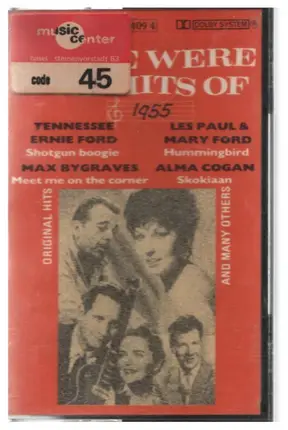 music
center
code 45
409 4
DOLBY SYSTEM
E WERE
HITS OF
1955
TENNESSEE
ERNIE FORD
Shotgun boogie
MAX BYGRAVES
Meet me on the corner
LES PAUL &
MARY FORD
Hummingbird
ALMA COGAN
Skokiaan
ORIGINAL HITS
AND MANY OTHERS